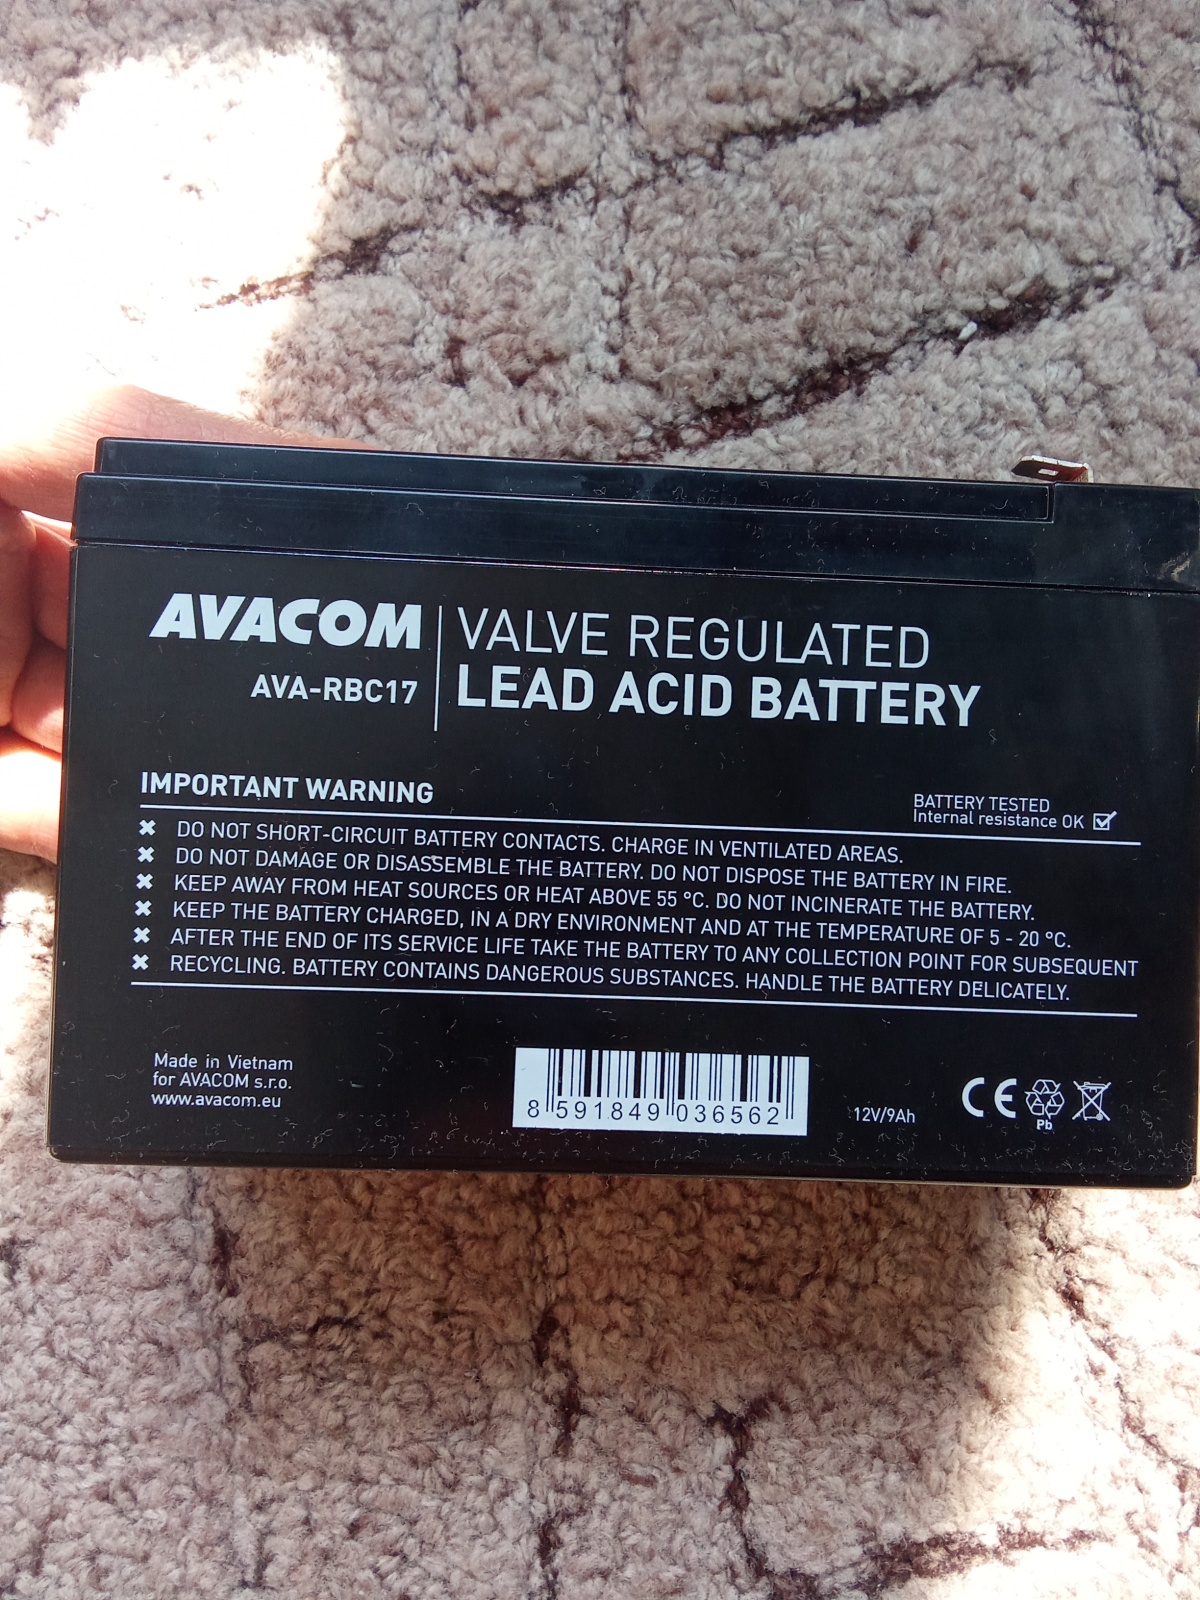 AVACOM
AVA-RBC17
VALVE REGULATED
LEAD ACID BATTERY
IMPORTANT WARNING
BATTERY TESTED
Internal resistance OK
DO NOT SHORT-CIRCUIT BATTERY CONTACTS. CHARGE IN VENTILATED AREAS.
DO NOT DAMAGE OR DISASSEMBLE THE BATTERY. DO NOT DISPOSE THE BATTERY IN FIRE.
KEEP AWAY FROM HEAT SOURCES OR HEAT ABOVE 55 °C. DO NOT INCINERATE THE BATTERY.
KEEP THE BATTERY CHARGED, IN A DRY ENVIRONMENT AND AT THE TEMPERATURE OF 5 - 20 °C.
AFTER THE END OF ITS SERVICE LIFE TAKE THE BATTERY TO ANY COLLECTION POINT FOR SUBSEQUENT
RECYCLING. BATTERY CONTAINS DANGEROUS SUBSTANCES. HANDLE THE BATTERY DELICATELY.
Made in Vietnam
for AVACOM s.r.o.
www.avacom.eu
8 591849 036562
12V/9Ah
CE
Pb